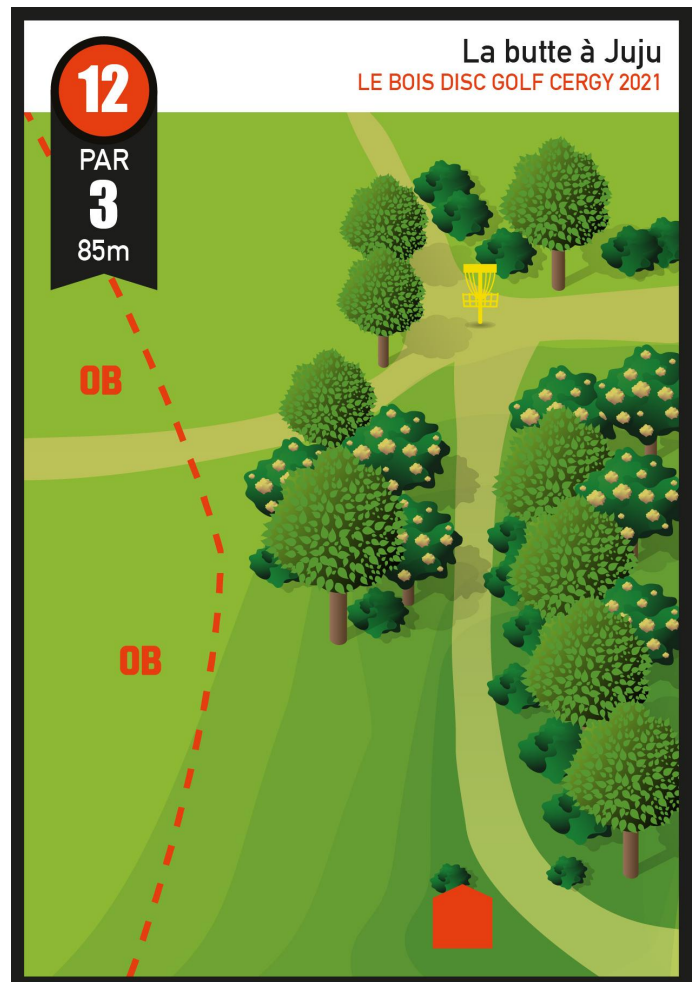 La butte à Juju
LE BOIS DISC GOLF CERGY 2021
12
PAR
3
85m
OB
OB